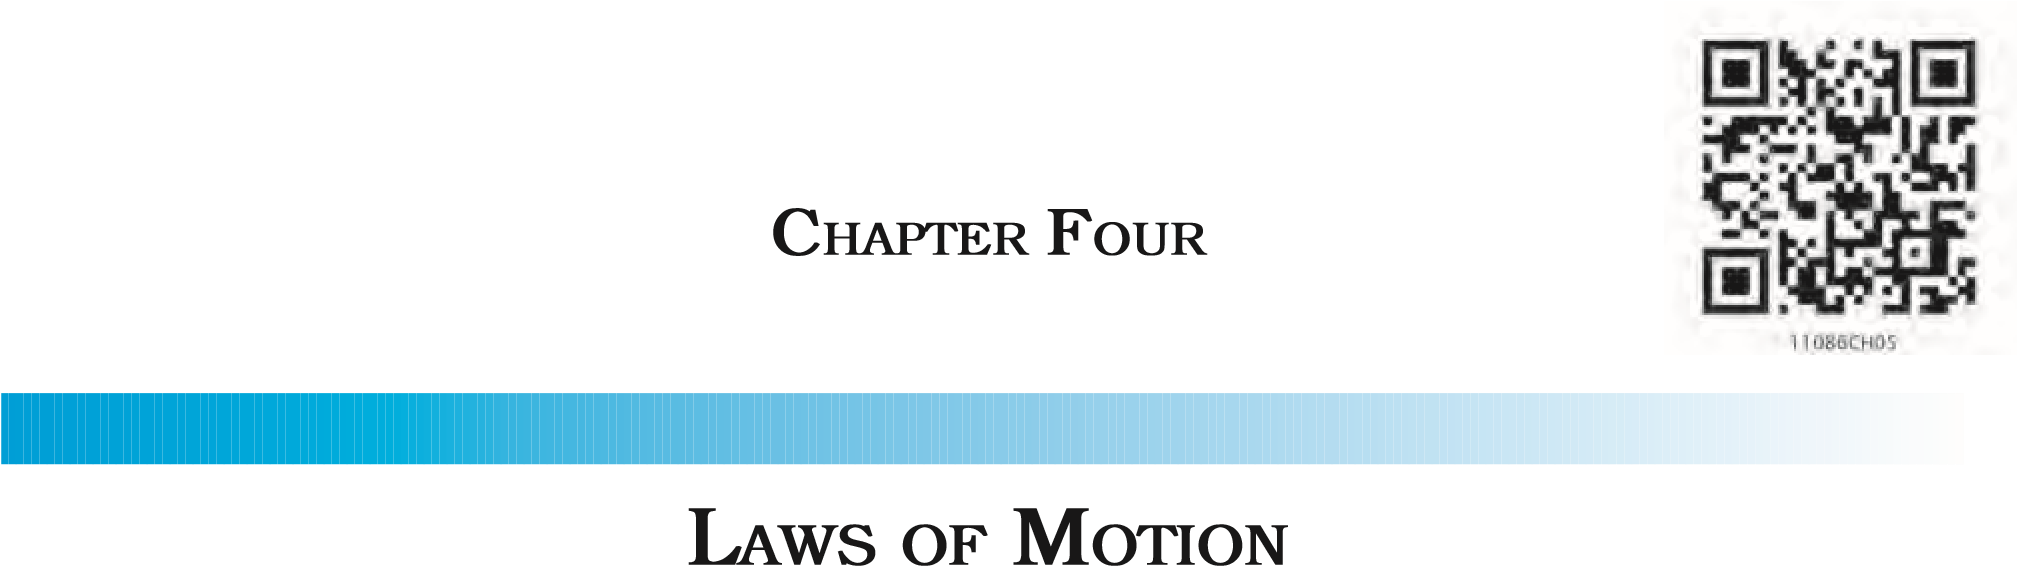 CHAPTER FOUR
11086CH05
LAWS OF MOTION